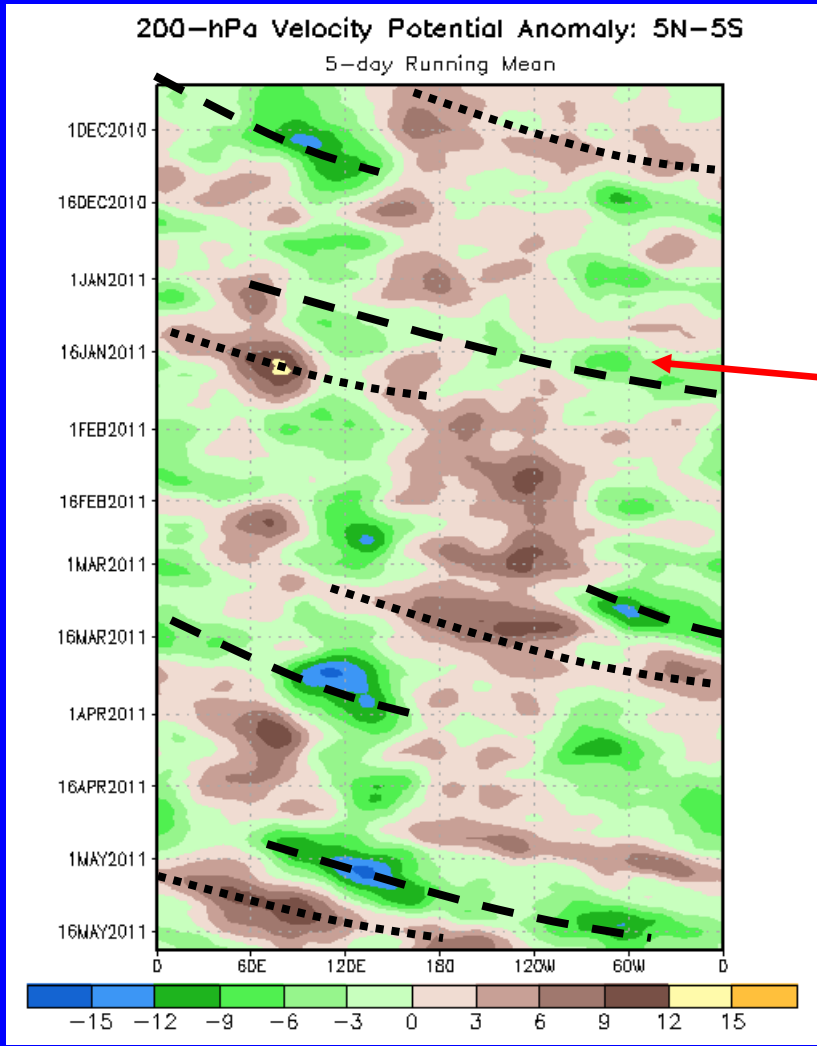 200-hPa Velocity Potential Anomaly: 5N-5S
5-day Running Mean
1DEC2010
16DEC2010
1JAN2011
16JAN2011
1FEB2011
16FEB2011
1MAR2011
16MAR2011
1APR2011
16APR2011
1MAY2011
16MAY2011
0 60E 120E 180 120W 60W 0
-15 -12 -9 -6 -3 0 3 6 9 12 15